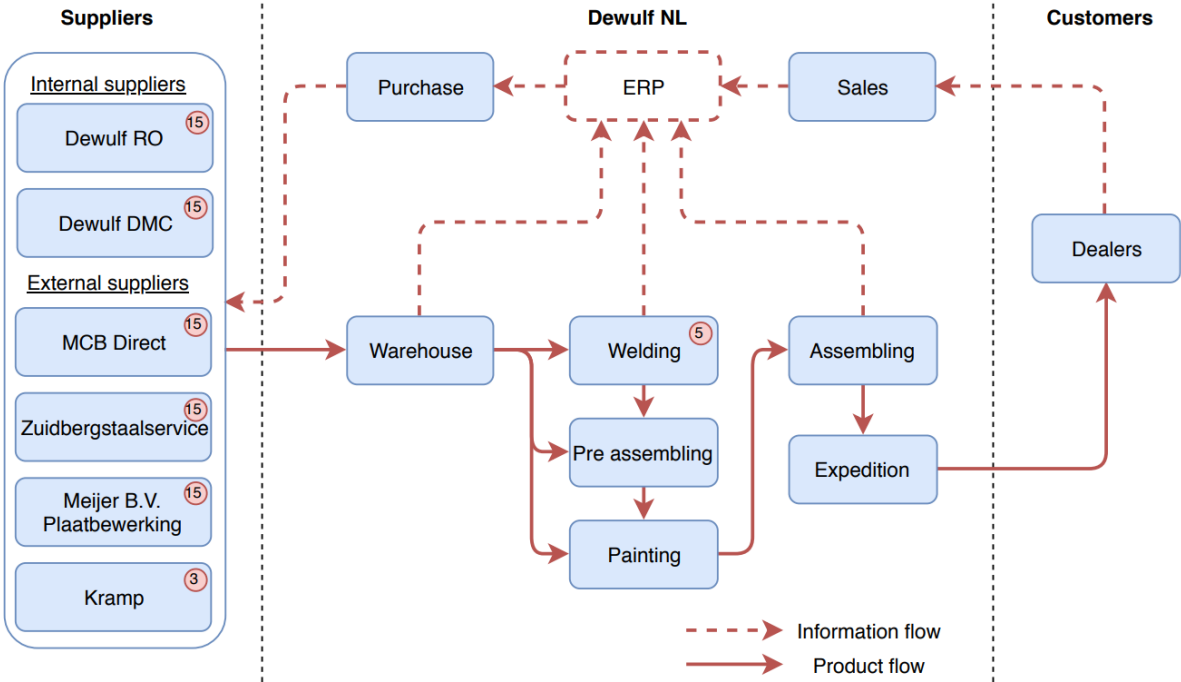 Suppliers
Dewulf NL
Customers
Internal suppliers
Dewulf RO
15
Dewulf DMC
15
External suppliers
MCB Direct
15
Zuidbergstaalservice
15
Meijer B.V.
Plaatbewerking
15
Kramp
3
Purchase
ERP
Sales
Warehouse
Welding
5
Pre assembling
Painting
Assembling
Expedition
Dealers
Information flow
Product flow